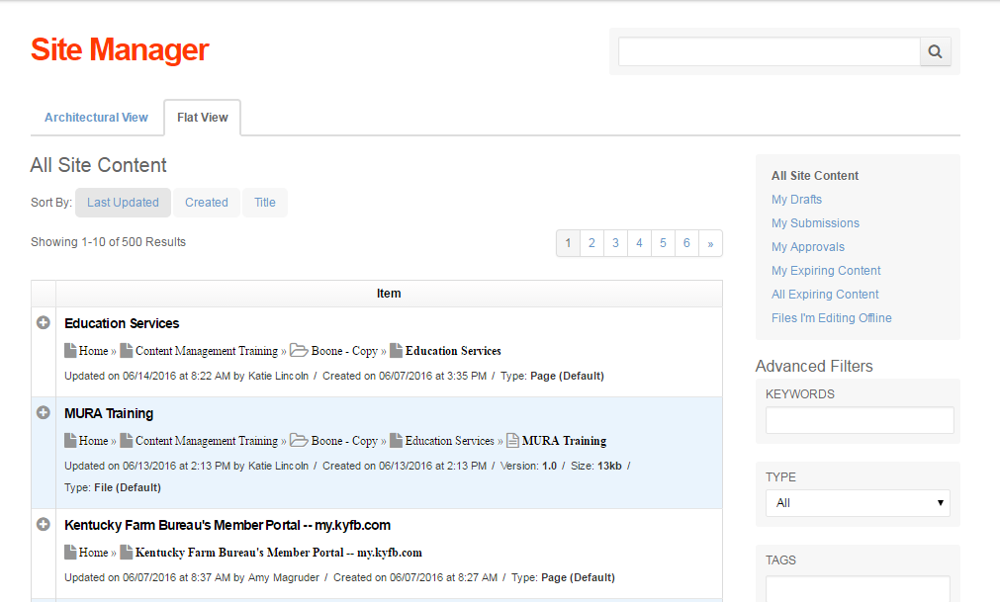 Site Manager
Architectural View
Flat View
All Site Content
Sort By: Last Updated Created Title
Showing 1-10 of 500 Results
1 2 3 4 5 6 »
Item
Education Services
Home » Content Management Training » Boone - Copy » Education Services
Updated on 06/14/2016 at 8:22 AM by Katie Lincoln / Created on 06/07/2016 at 3:35 PM / Type: Page (Default)
MURA Training
Home » Content Management Training » Boone - Copy » Education Services » MURA Training
Updated on 06/13/2016 at 2:13 PM by Katie Lincoln / Created on 06/13/2016 at 2:13 PM / Version: 1.0 / Size: 13kb /
Type: File (Default)
Kentucky Farm Bureau's Member Portal -- my.kyfb.com
Home » Kentucky Farm Bureau's Member Portal -- my.kyfb.com
Updated on 06/07/2016 at 8:37 AM by Amy Magruder / Created on 06/07/2016 at 8:27 AM / Type: Page (Default)
All Site Content
My Drafts
My Submissions
My Approvals
My Expiring Content
All Expiring Content
Files I'm Editing Offline
Advanced Filters
KEYWORDS
TYPE
All
TAGS